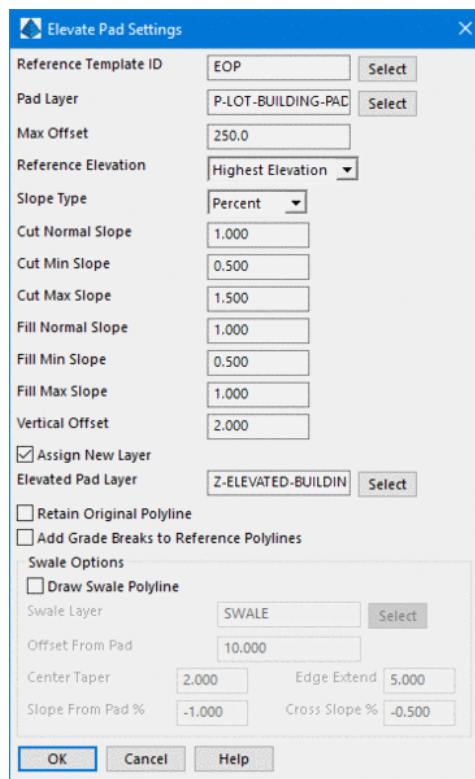 Elevate Pad Settings
Reference Template ID EOP Select
Pad Layer P-LOT-BUILDING-PAD Select
Max Offset 250.0
Reference Elevation Highest Elevation
Slope Type Percent
Cut Normal Slope 1.000
Cut Min Slope 0.500
Cut Max Slope 1.500
Fill Normal Slope 1.000
Fill Min Slope 0.500
Fill Max Slope 1.000
Vertical Offset 2.000
Assign New Layer
Elevated Pad Layer Z-ELEVATED-BUILDIN Select
Retain Original Polyline
Add Grade Breaks to Reference Polylines
Swale Options
Draw Swale Polyline
Swale Layer SWALE Select
Offset From Pad 10.000
Center Taper 2.000 Edge Extend 5.000
Slope From Pad % -1.000 Cross Slope % -0.500
OK Cancel Help